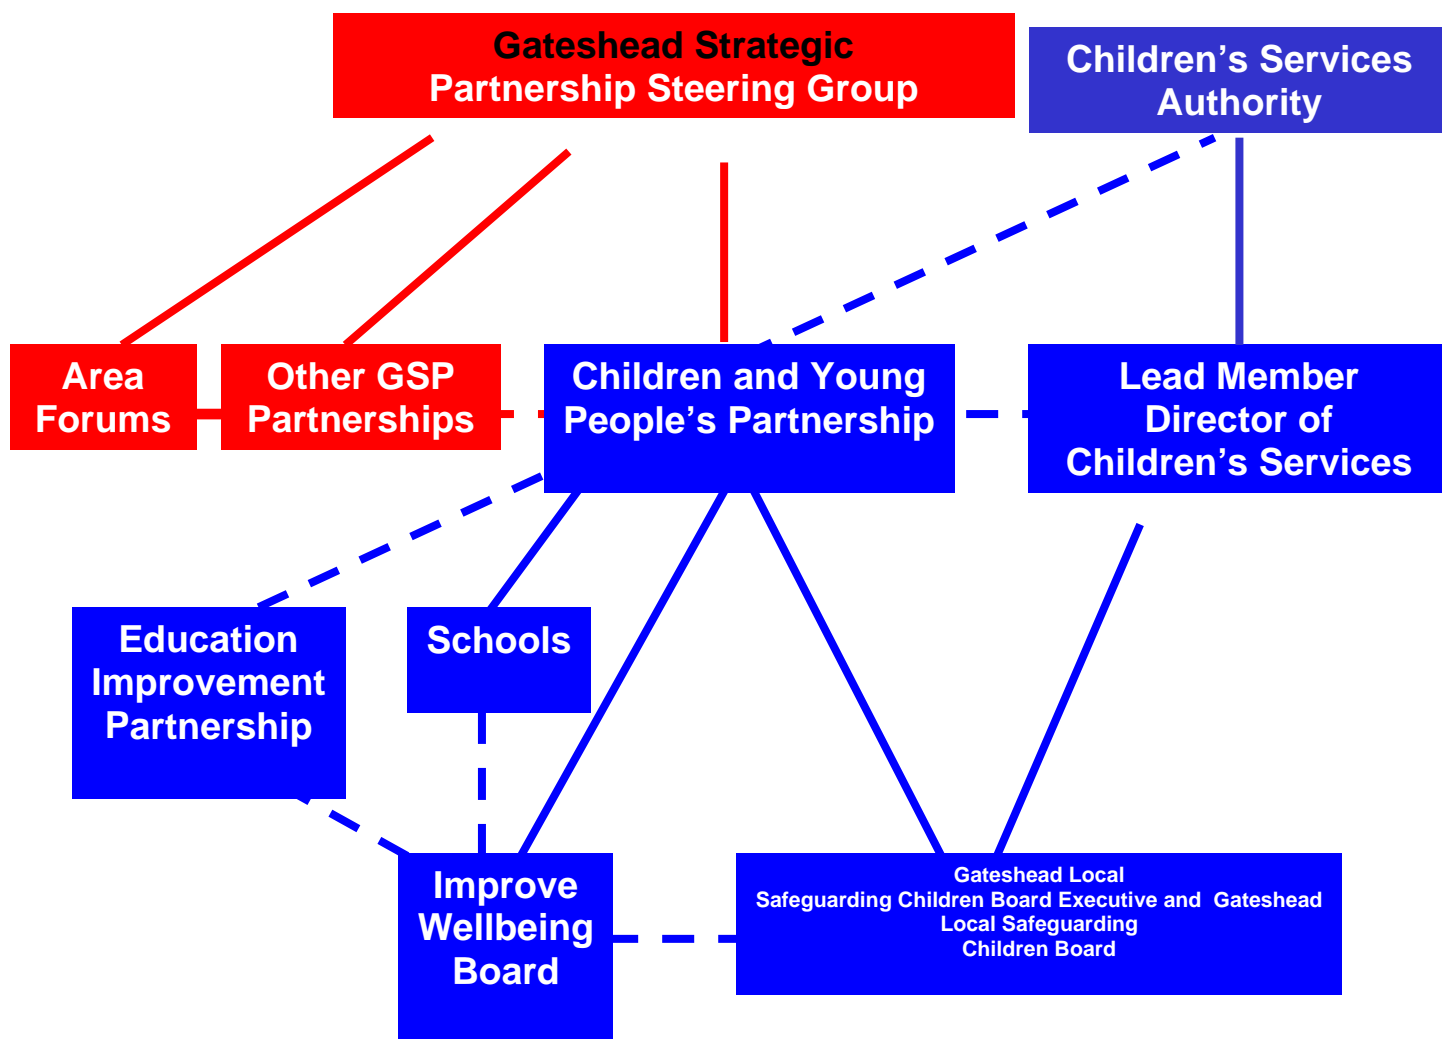 Gateshead Strategic
Partnership Steering Group
Children’s Services
Authority
Area
Forums
Other GSP
Partnerships
Children and Young
People’s Partnership
Lead Member
Director of
Children’s Services
Education
Improvement
Partnership
Schools
Improve
Wellbeing
Board
Gateshead Local
Safeguarding Children Board Executive and  Gateshead
Local Safeguarding
Children Board